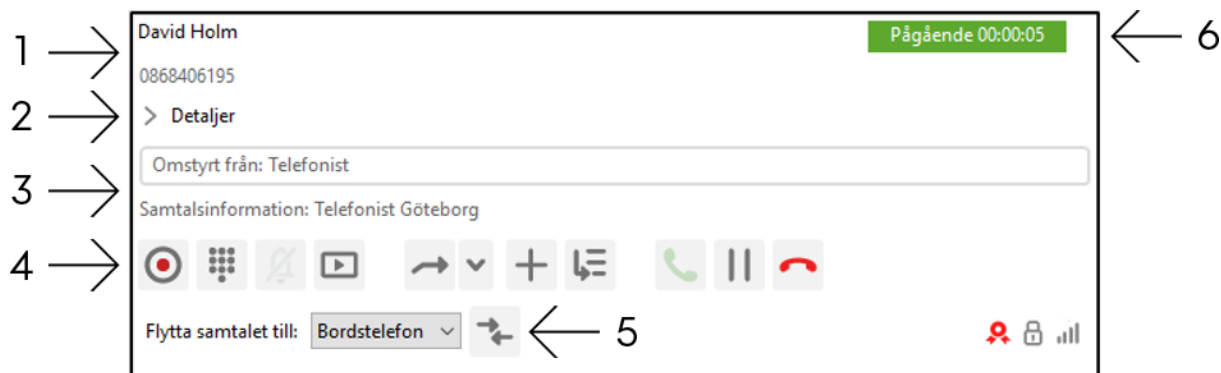 David Holm
Pågående 00:00:05
6
1
0868406195
2
Detaljer
Omstyrt från: Telefonist
3
Samtalsinformation: Telefonist Göteborg
4
Flytta samtalet till: Bordstelefon
5